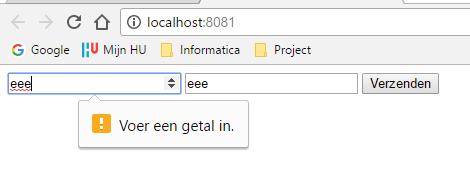 localhost:8081
Google Mijn HU Informatica Project
eee eee Verzenden
Voer een getal in.